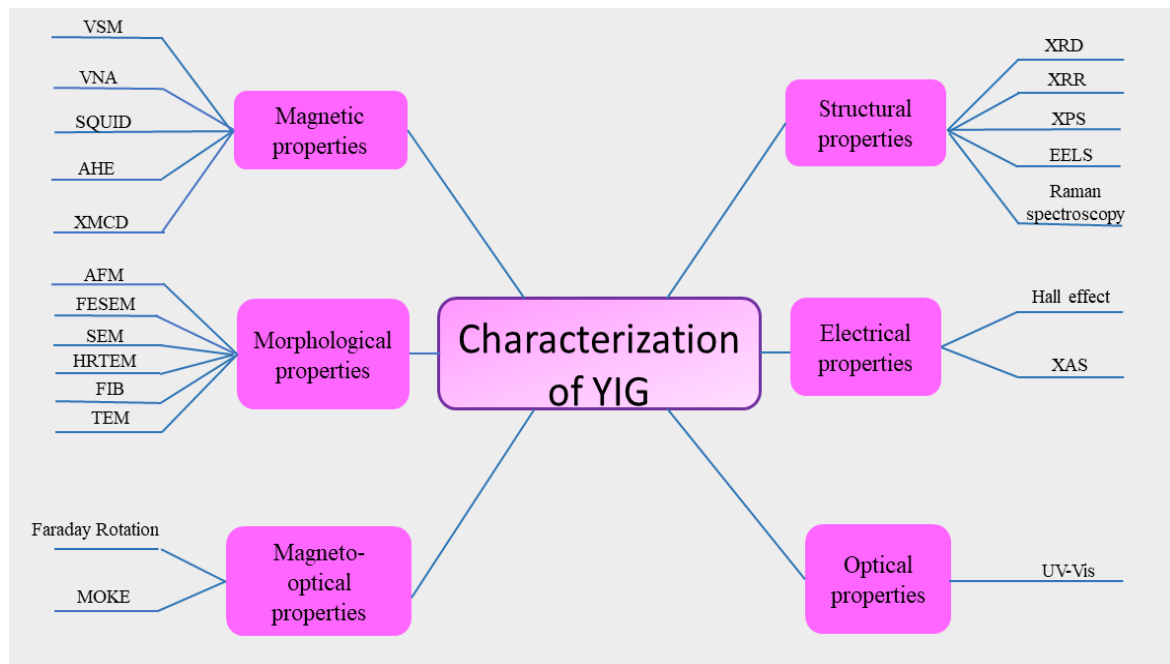 VSM
VNA
SQUID
AHE
XMCD
Magnetic
properties
AFM
FESEM
SEM
HRTEM
FIB
TEM
Morphological
properties
Faraday Rotation
MOKE
Magneto-
optical
properties
Characterization
of YIG
Structural
properties
XRD
XRR
XPS
EELS
Raman
spectroscopy
Electrical
properties
Hall effect
XAS
Optical
properties
UV-Vis